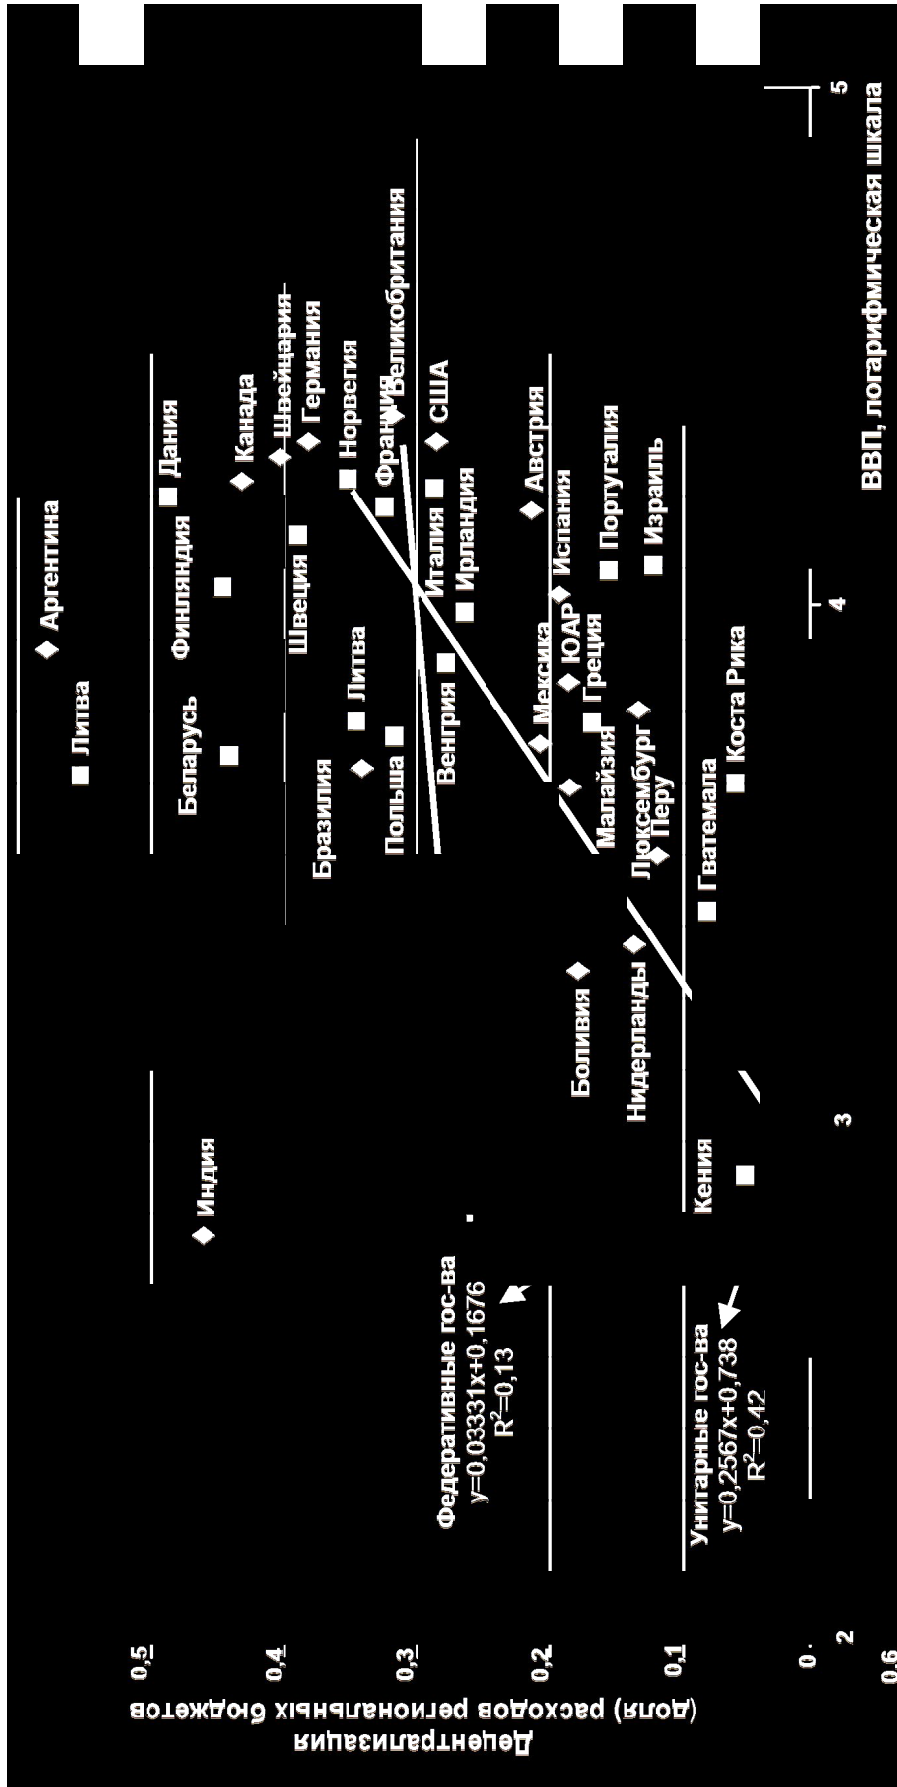 Децентрализация
(доля) расходов региональных бюджетов
0,6
0,5
0,4
0,3
0,2
0,1
0
2
3
4
5
ВВП, логарифмическая шкала
Аргентина
Литва
Дания
Финляндия
Беларусь
Индия
Канада
Швейцария
Германия
Швеция
Норвегия
Литва
Бразилия
Франция
Великобритания
Польша
США
Италия
Ирландия
Венгрия
Австрия
Мексика
Испания
ЮАР
Греция
Малайзия
Португалия
Израиль
Люксембург
Перу
Боливия
Нидерланды
Гватемала
Коста Рика
Кения
Федеративные гос-ва
y=0,03331x+0,1676
R²=0,13
Унитарные гос-ва
y=0,2567x+0,738
R²=0,42